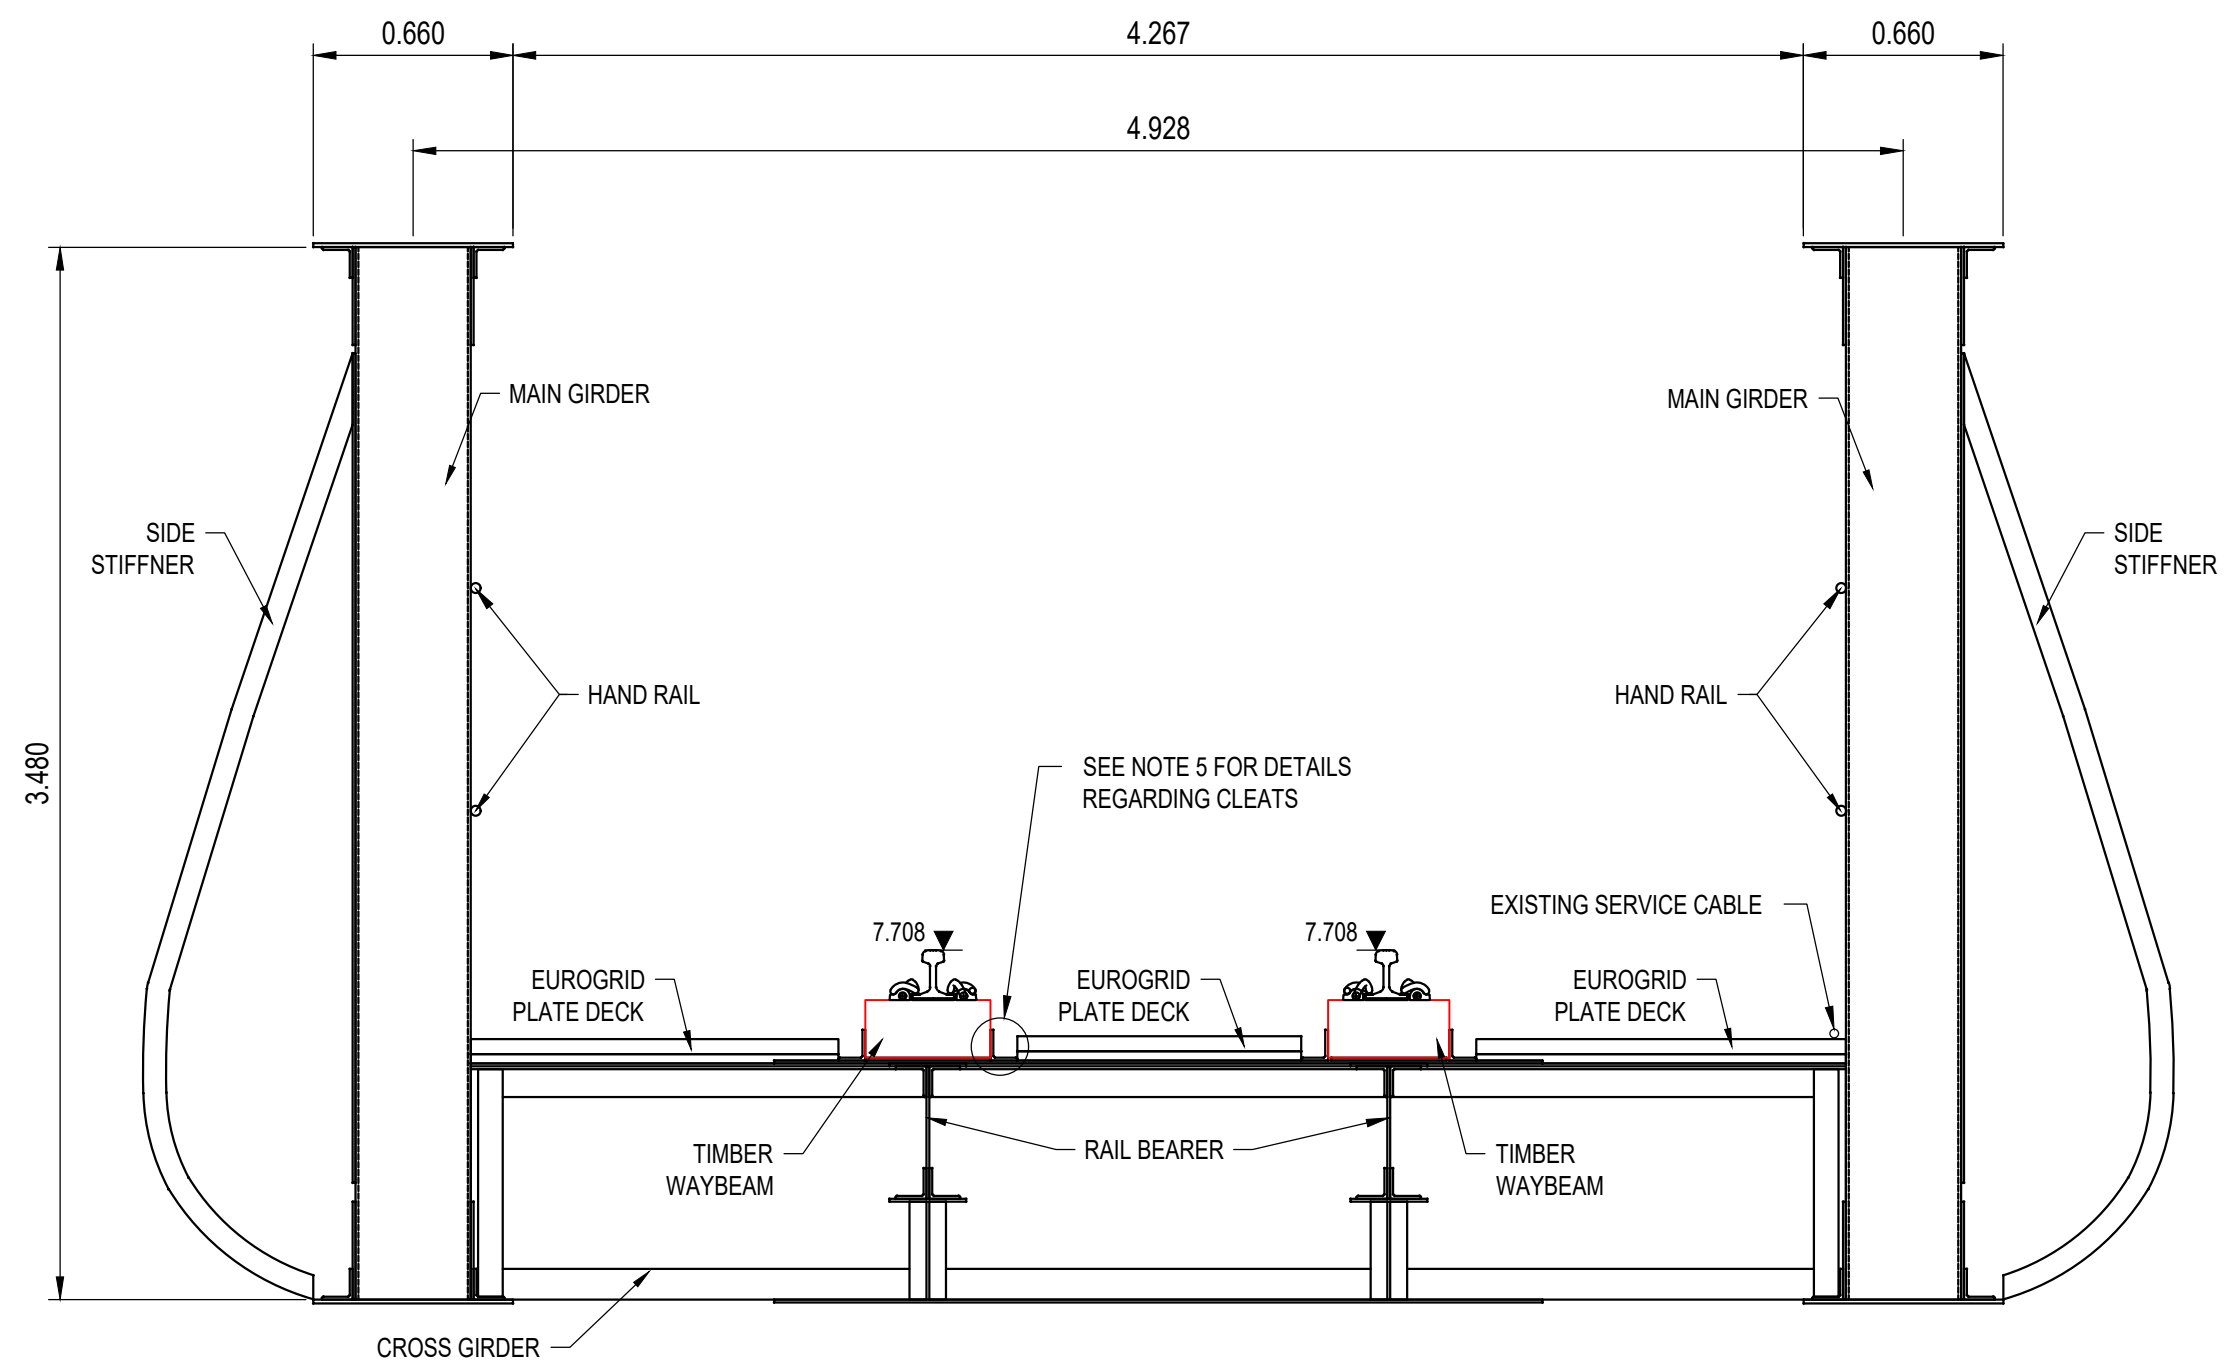 0.660
4.267
0.660
4.928
MAIN GIRDER
MAIN GIRDER
SIDE
STIFFNER
SIDE
STIFFNER
HAND RAIL
HAND RAIL
3.480
SEE NOTE 5 FOR DETAILS
REGARDING CLEATS
EXISTING SERVICE CABLE
7.708
7.708
EUROGRID
PLATE DECK
EUROGRID
PLATE DECK
EUROGRID
PLATE DECK
TIMBER
WAYBEAM
RAIL BEARER
TIMBER
WAYBEAM
CROSS GIRDER